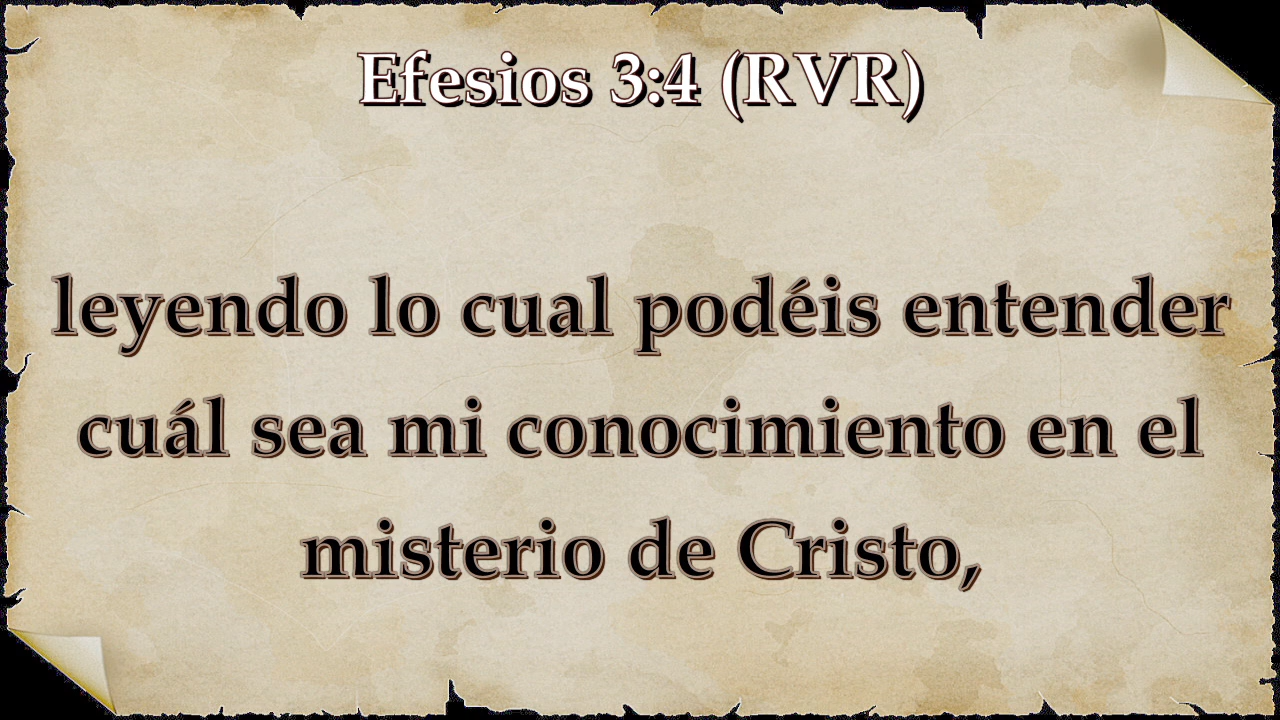 Efesios 3:4 (RVR)
leyendo lo cual podéis entender
cuál sea mi conocimiento en el
misterio de Cristo,